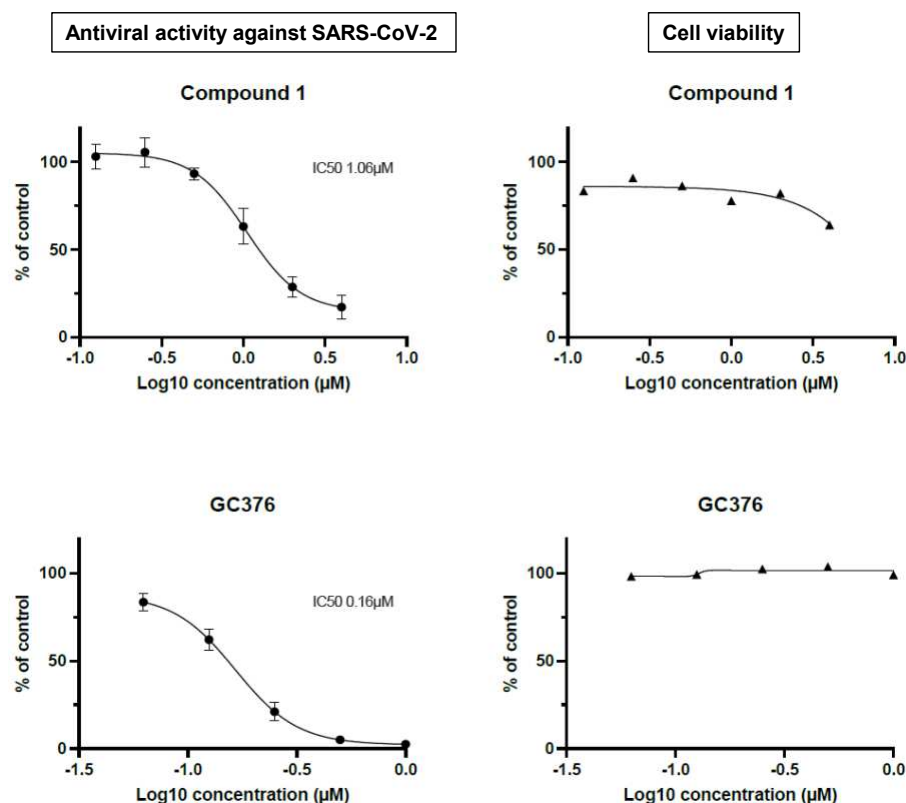 Antiviral activity against SARS-CoV-2
Cell viability
Compound 1
100
50
0
% of control
IC50 1.06µM
-1.0
-0.5
0.0
0.5
1.0
Log10 concentration (µM)
Compound 1
100
50
0
% of control
-1.0
-0.5
0.0
0.5
1.0
Log10 concentration (µM)
GC376
100
50
0
% of control
IC50 0.16µM
-1.5
-1.0
-0.5
0.0
Log10 concentration (µM)
GC376
100
50
0
% of control
-1.5
-1.0
-0.5
0.0
Log10 concentration (µM)